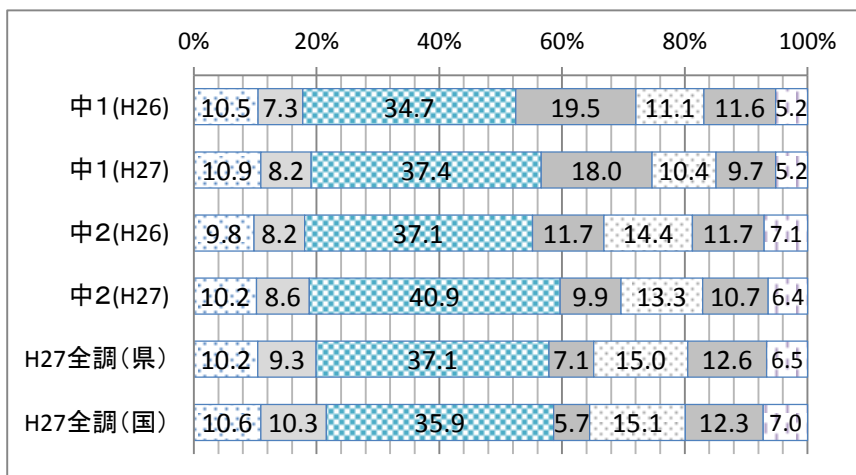 0% 20% 40% 60% 80% 100%
中1(H26) 10.5 7.3 34.7 19.5 11.1 11.6 5.2
中1(H27) 10.9 8.2 37.4 18.0 10.4 9.7 5.2
中2(H26) 9.8 8.2 37.1 11.7 14.4 11.7 7.1
中2(H27) 10.2 8.6 40.9 9.9 13.3 10.7 6.4
H27全調(県) 10.2 9.3 37.1 7.1 15.0 12.6 6.5
H27全調(国) 10.6 10.3 35.9 5.7 15.1 12.3 7.0